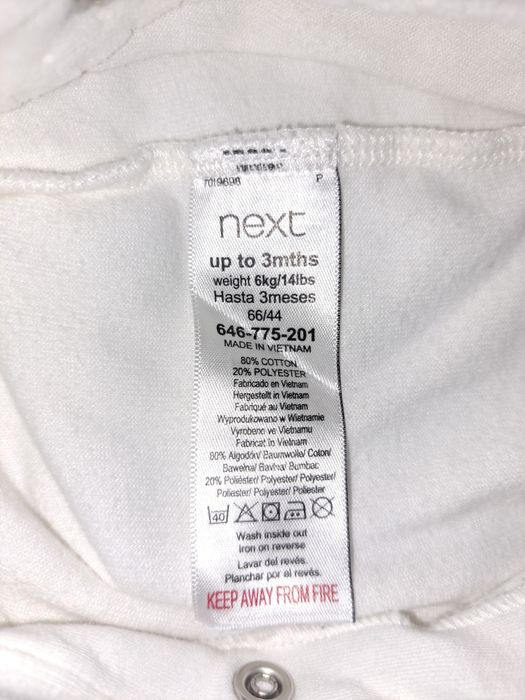 7019698 P
next
up to 3mths
weight 6kg/14lbs
Hasta 3meses
66/44
646-775-201
MADE IN VIETNAM
80% COTTON
20% POLYESTER
Fabricado en Vietnam
Hergestellt in Vietnam
Fabriqué au Vietnam
Wyprodukowano w Wietnamie
Vyrobeno ve Vietnamu
Fabricat în Vietnam
80% Algodón/ Baumwolle/ Coton/
Bawełna/ Bavlna/ Bumbac
20% Poliéster/ Polyester/ Polyester/
Poliester/ Polyester/ Poliester
40
Wash inside out
Iron on reverse
Lavar del revés.
Planchar por el revés.
KEEP AWAY FROM FIRE